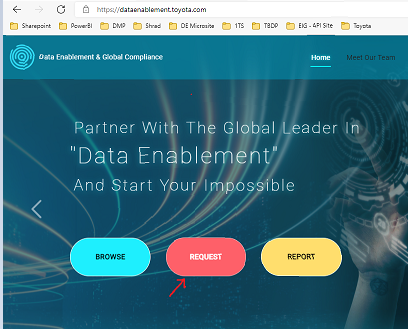 https://dataenablement.toyota.com
Sharepoint PowerBI DMP Shrad DE Microsite 1TS TBDP EIG - API Site Toyota
Data Enablement & Global Compliance Home Meet Our Team
Partner With The Global Leader In
"Data Enablement"
And Start Your Impossible
BROWSE REQUEST REPORT